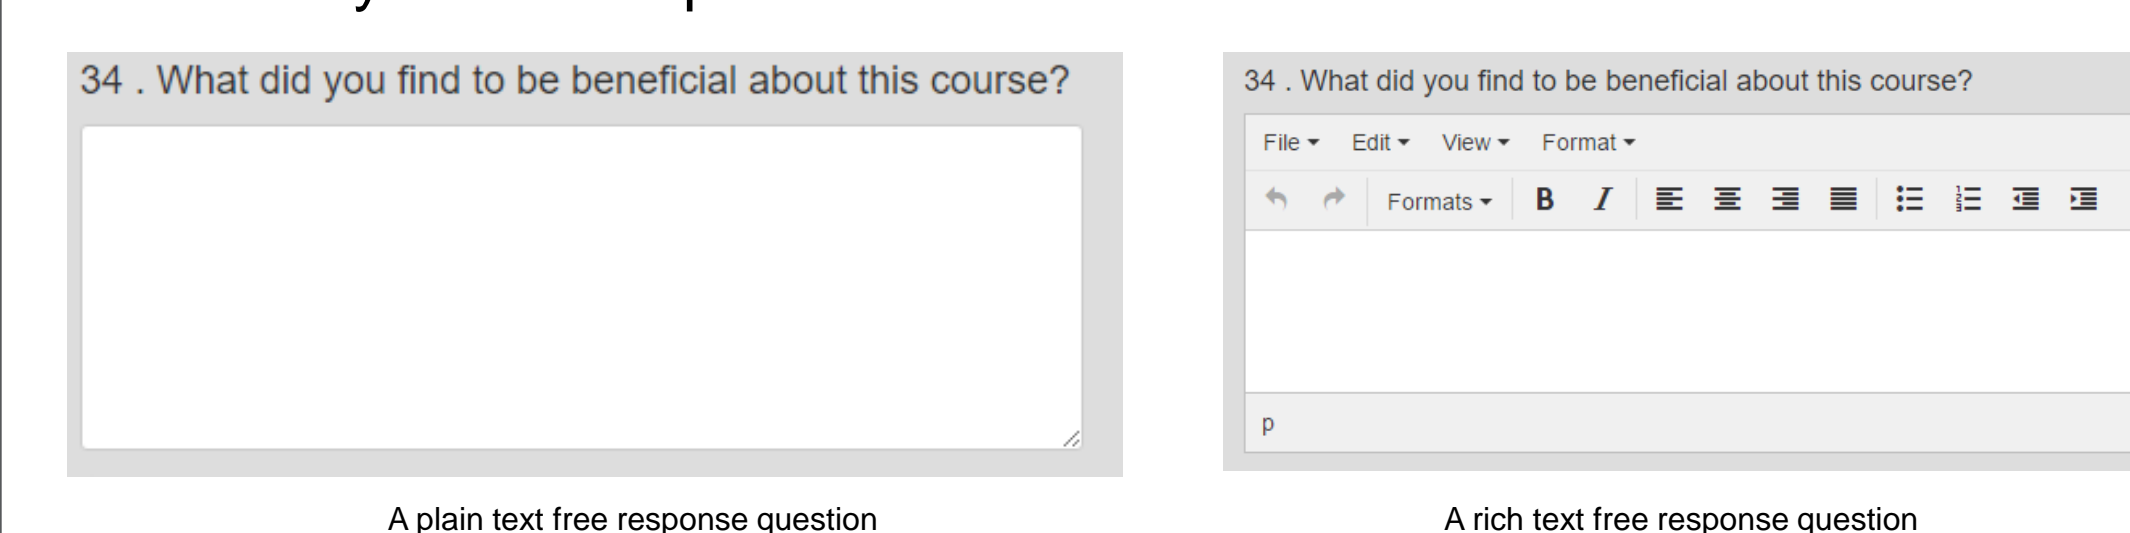 34 . What did you find to be beneficial about this course?
A plain text free response question
34 . What did you find to be beneficial about this course?
File Edit View Format
Formats B I
p
A rich text free response question